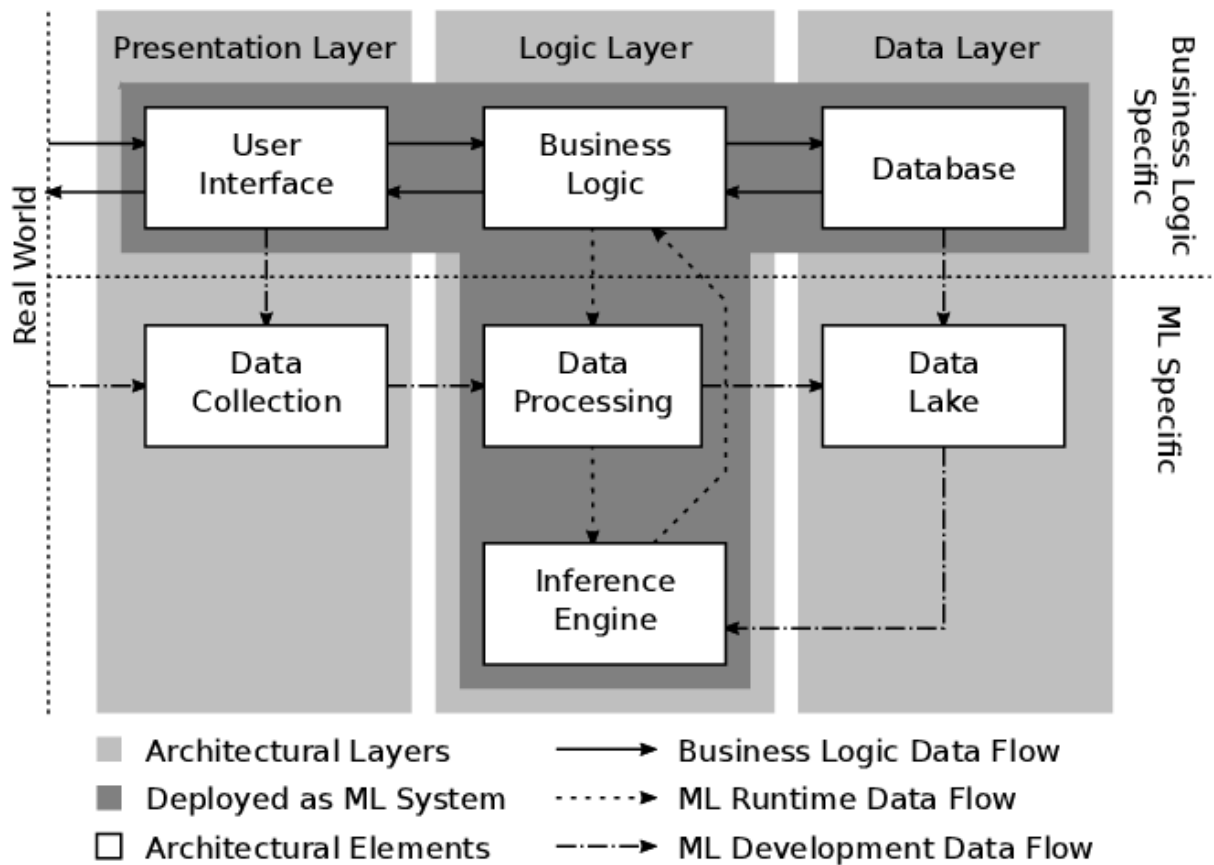 Presentation Layer
Logic Layer
Data Layer
Business Logic
Specific
User
Interface
Business
Logic
Database
Real World
Data
Collection
Data
Processing
Data
Lake
ML Specific
Inference
Engine
Architectural Layers
Business Logic Data Flow
Deployed as ML System
ML Runtime Data Flow
Architectural Elements
ML Development Data Flow